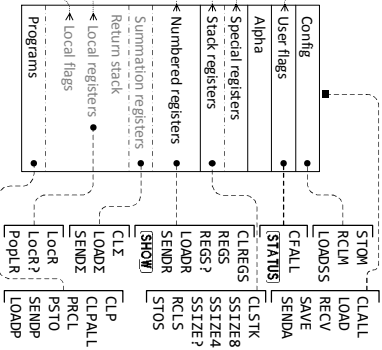 Config
User flags
Alpha
Special registers
Stack registers
Numbered registers
Summation registers
Return stack
Local registers
Local flags
Programs
STOM
RCLM
LOADSS
CFALL
STATUS
CLREGS
REGS
REGS?
LOADR
SENDR
SHOW
CLΣ
LOADΣ
SENDΣ
LocR
LocR?
PopLR
CLALL
LOAD
RECV
SAVE
SENDA
CLSTK
SSIZE8
SSIZE4
SSIZE?
RCLS
STOS
CLP
CLPALL
PRCL
PSTO
SENDP
LOADP